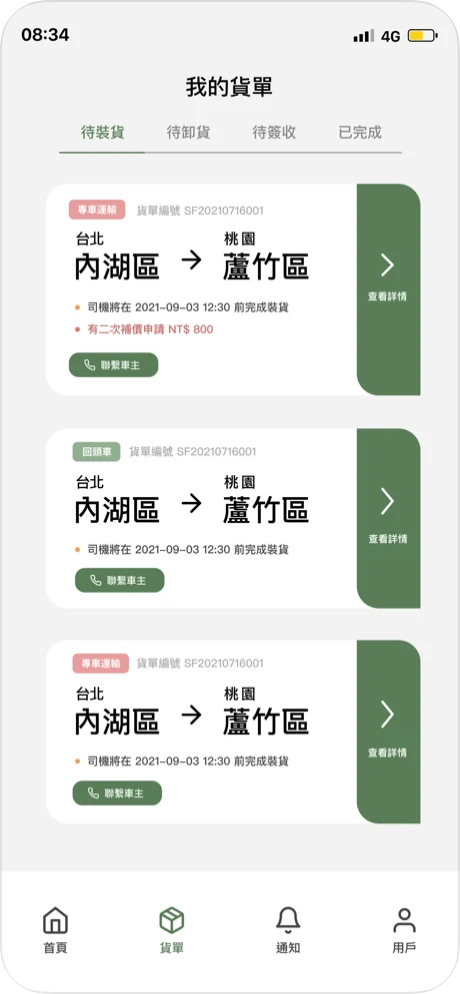 08:34 4G
我的貨單
待裝貨 待卸貨 待簽收 已完成
專車運輸 貨單編號 SF20210716001
台北 桃園
內湖區 → 蘆竹區
司機將在 2021-09-03 12:30 前完成裝貨
有二次補價申請 NT$ 800
聯繫車主
查看詳情
回頭車 貨單編號 SF20210716001
台北 桃園
內湖區 → 蘆竹區
司機將在 2021-09-03 12:30 前完成裝貨
聯繫車主
查看詳情
專車運輸 貨單編號 SF20210716001
台北 桃園
內湖區 → 蘆竹區
司機將在 2021-09-03 12:30 前完成裝貨
聯繫車主
查看詳情
首頁 貨單 通知 用戶